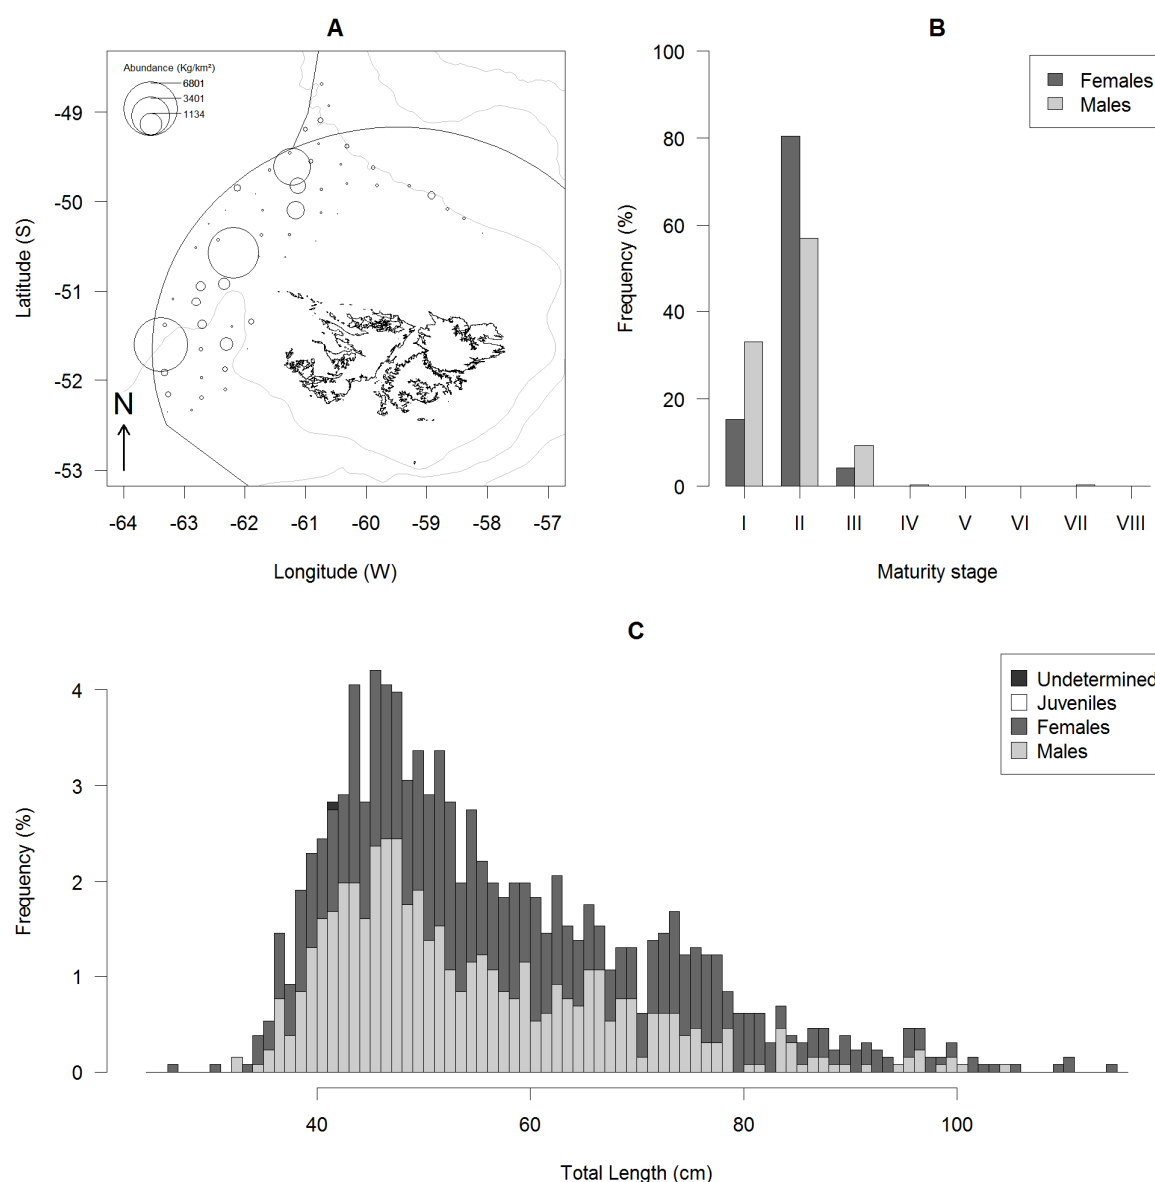 A
Abundance (Kg/km²)
6801
3401
1134
N
Latitude (S)
-49
-50
-51
-52
-53
-64 -63 -62 -61 -60 -59 -58 -57
Longitude (W)
B
Females
Males
Frequency (%)
100
80
60
40
20
0
I II III IV V VI VII VIII
Maturity stage
C
Undetermined
Juveniles
Females
Males
Frequency (%)
4
3
2
1
0
40 60 80 100
Total Length (cm)